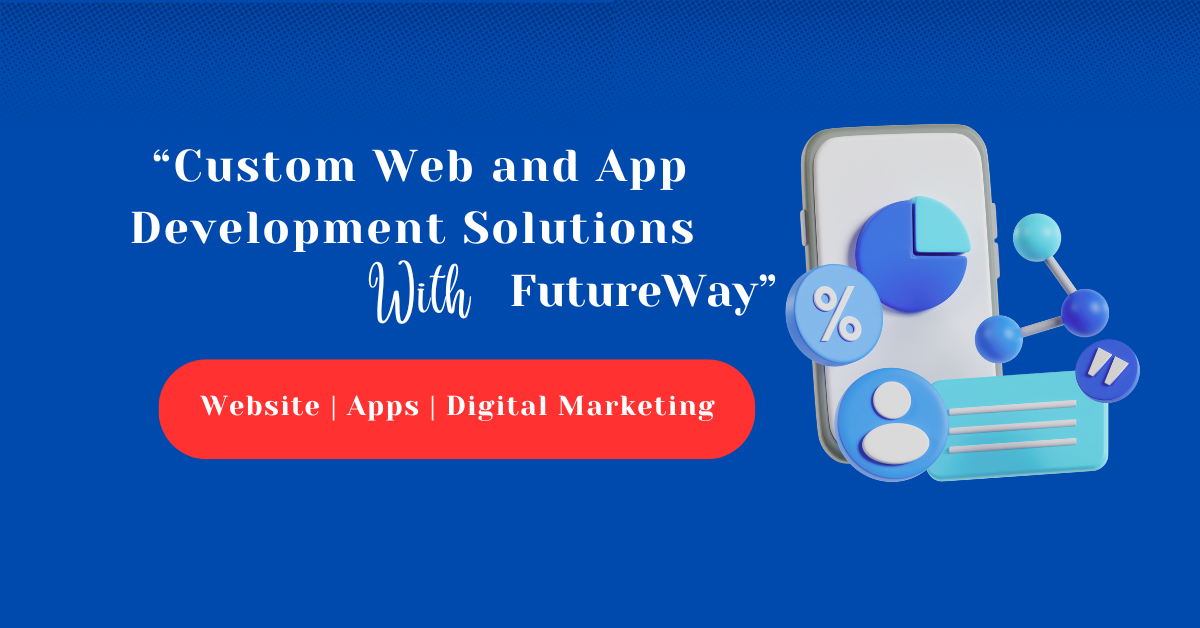 “Custom Web and App
Development Solutions
With FutureWay”
Website | Apps | Digital Marketing
%
"